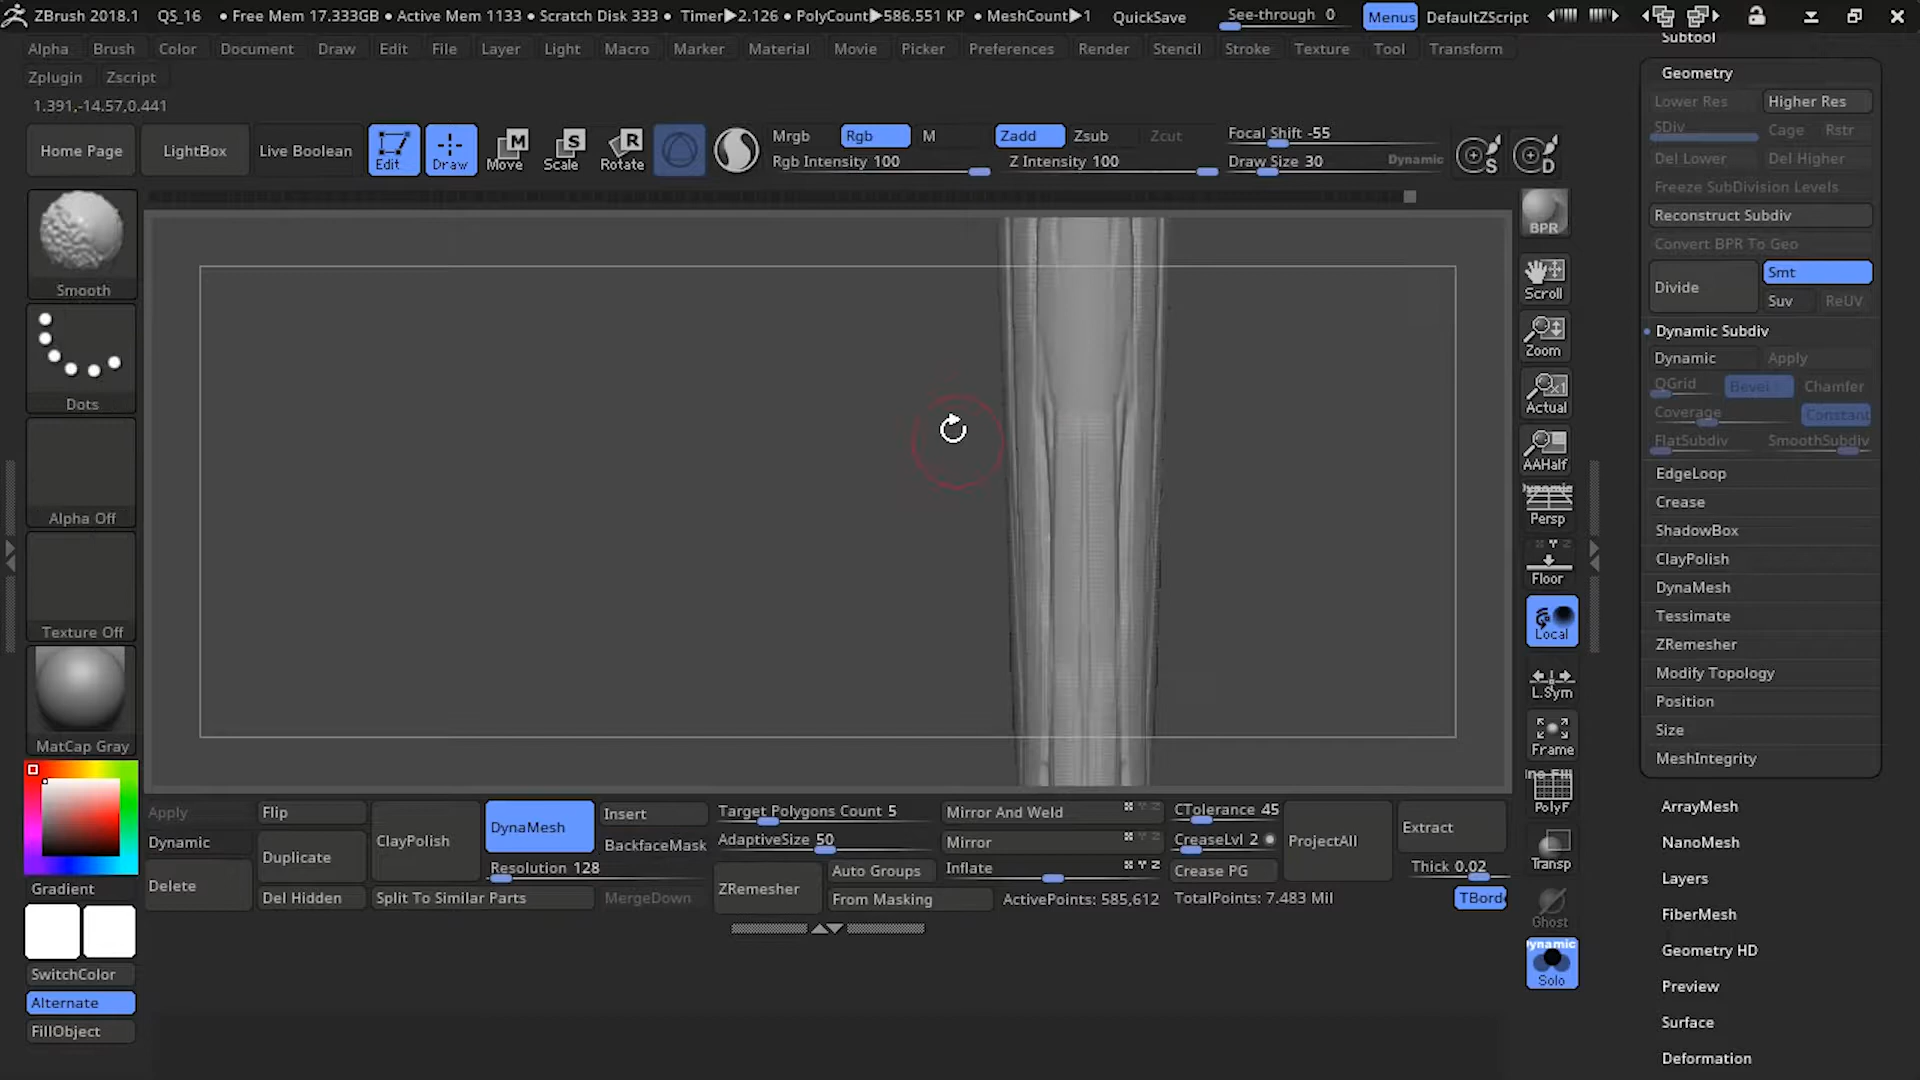 ZBrush 2018.1 QS_16 • Free Mem 17.333GB • Active Mem 1133 • Scratch Disk 333 • Timer▶2.126 • PolyCount▶586.551 KP • MeshCount▶1 QuickSave See-through 0 Menus DefaultZScript
Alpha Brush Color Document Draw Edit File Layer Light Macro Marker Material Movie Picker Preferences Render Stencil Stroke Texture Tool Transform
Zplugin Zscript
1.391,-14.57,0.441
Home Page LightBox Live Boolean Edit Draw Move Scale Rotate
Mrgb Rgb M Zadd Zsub Zcut Focal Shift -55
Rgb Intensity 100 Z Intensity 100 Draw Size 30 Dynamic
S D
Smooth
Dots
Alpha Off
Texture Off
MatCap Gray
Gradient
SwitchColor
Alternate
FillObject
BPR
Scroll
Zoom
Actual
AAHalf
Dynamic
Persp
Floor
Local
L.Sym
Frame
PolyF
Transp
Ghost
Dynamic
Solo
Subtool
Geometry
Lower Res Higher Res
SDiv Cage Rstr
Del Lower Del Higher
Freeze SubDivision Levels
Reconstruct Subdiv
Convert BPR To Geo
Divide Smt
Suv ReUV
Dynamic Subdiv
Dynamic Apply
QGrid Bevel Chamfer
Coverage Constant
FlatSubdiv SmoothSubdiv
EdgeLoop
Crease
ShadowBox
ClayPolish
DynaMesh
Tessimate
ZRemesher
Modify Topology
Position
Size
MeshIntegrity
ArrayMesh
NanoMesh
Layers
FiberMesh
Geometry HD
Preview
Surface
Deformation
Apply Flip ClayPolish DynaMesh Insert Target Polygons Count 5 Mirror And Weld CTolerance 45 ProjectAll Extract
Dynamic Duplicate BackfaceMask AdaptiveSize 50 Mirror CreaseLvl 2
Delete Resolution 128 ZRemesher Auto Groups Inflate Crease PG Thick 0.02
Del Hidden Split To Similar Parts MergeDown From Masking ActivePoints: 585,612 TotalPoints: 7.483 Mil TBord